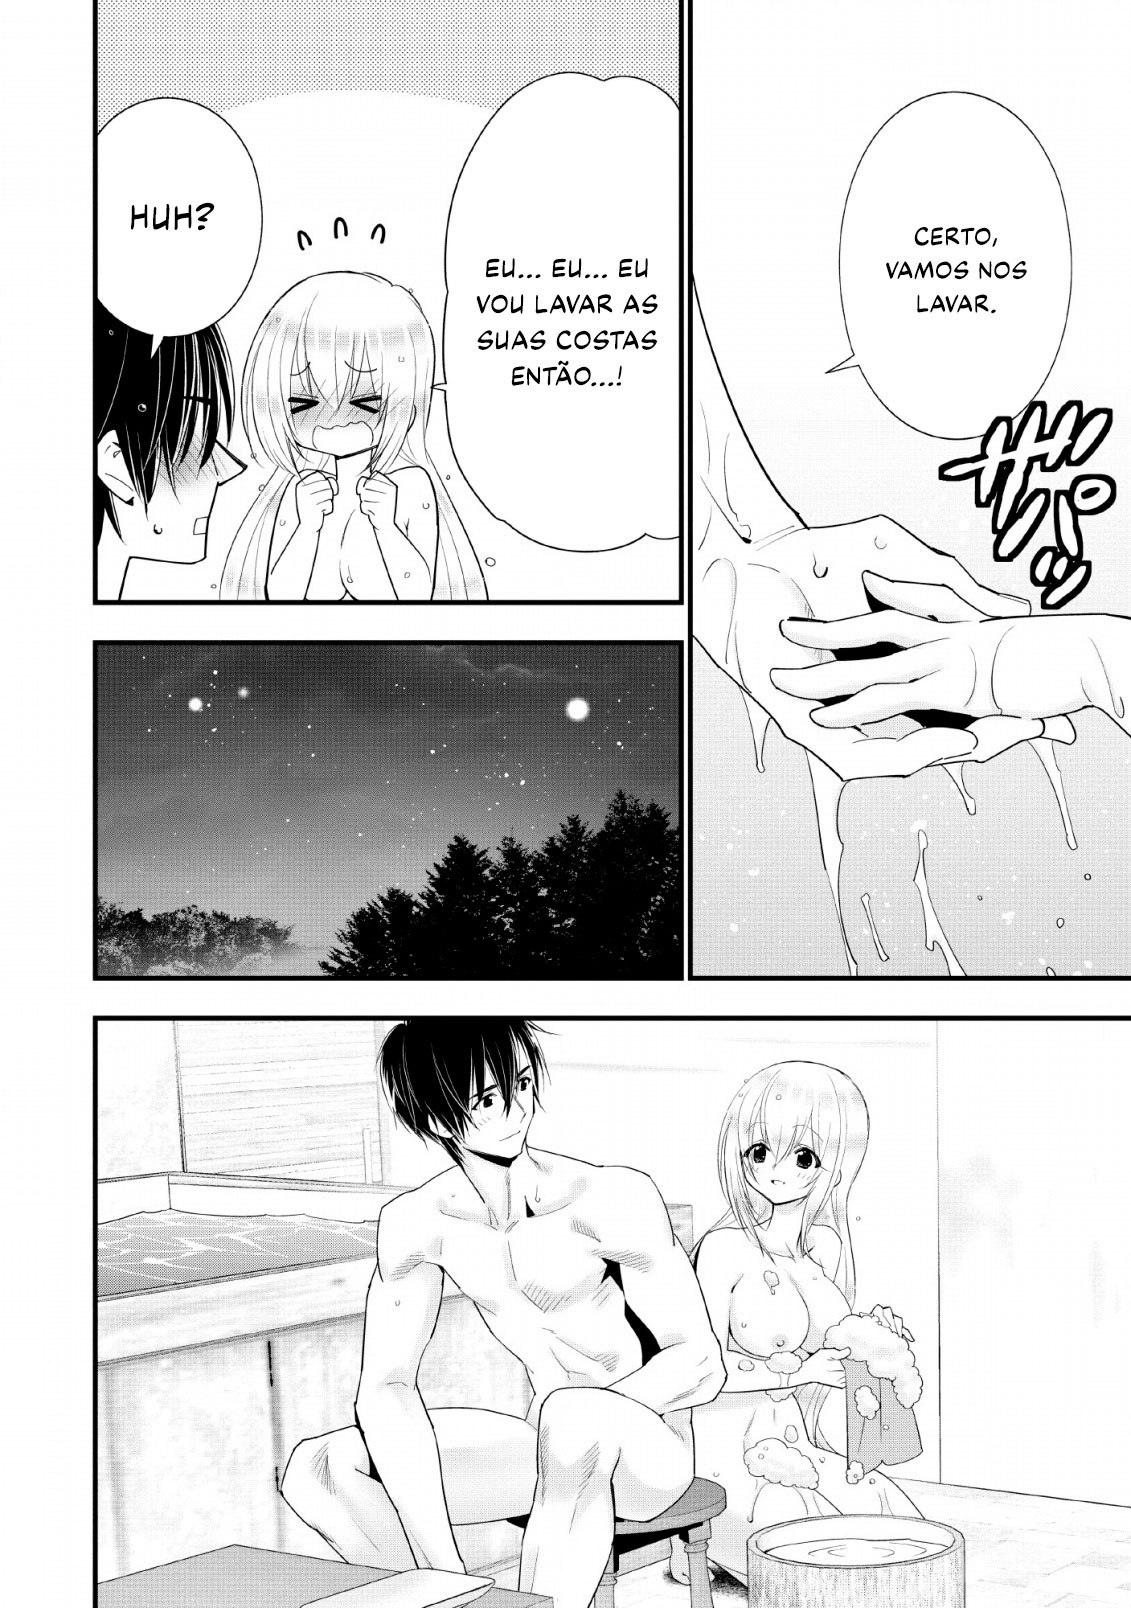 CERTO,
VAMOS NOS
LAVAR.
ザパッ
EU... EU... EU
VOU LAVAR AS
SUAS COSTAS
ENTÃO...!
HUH?